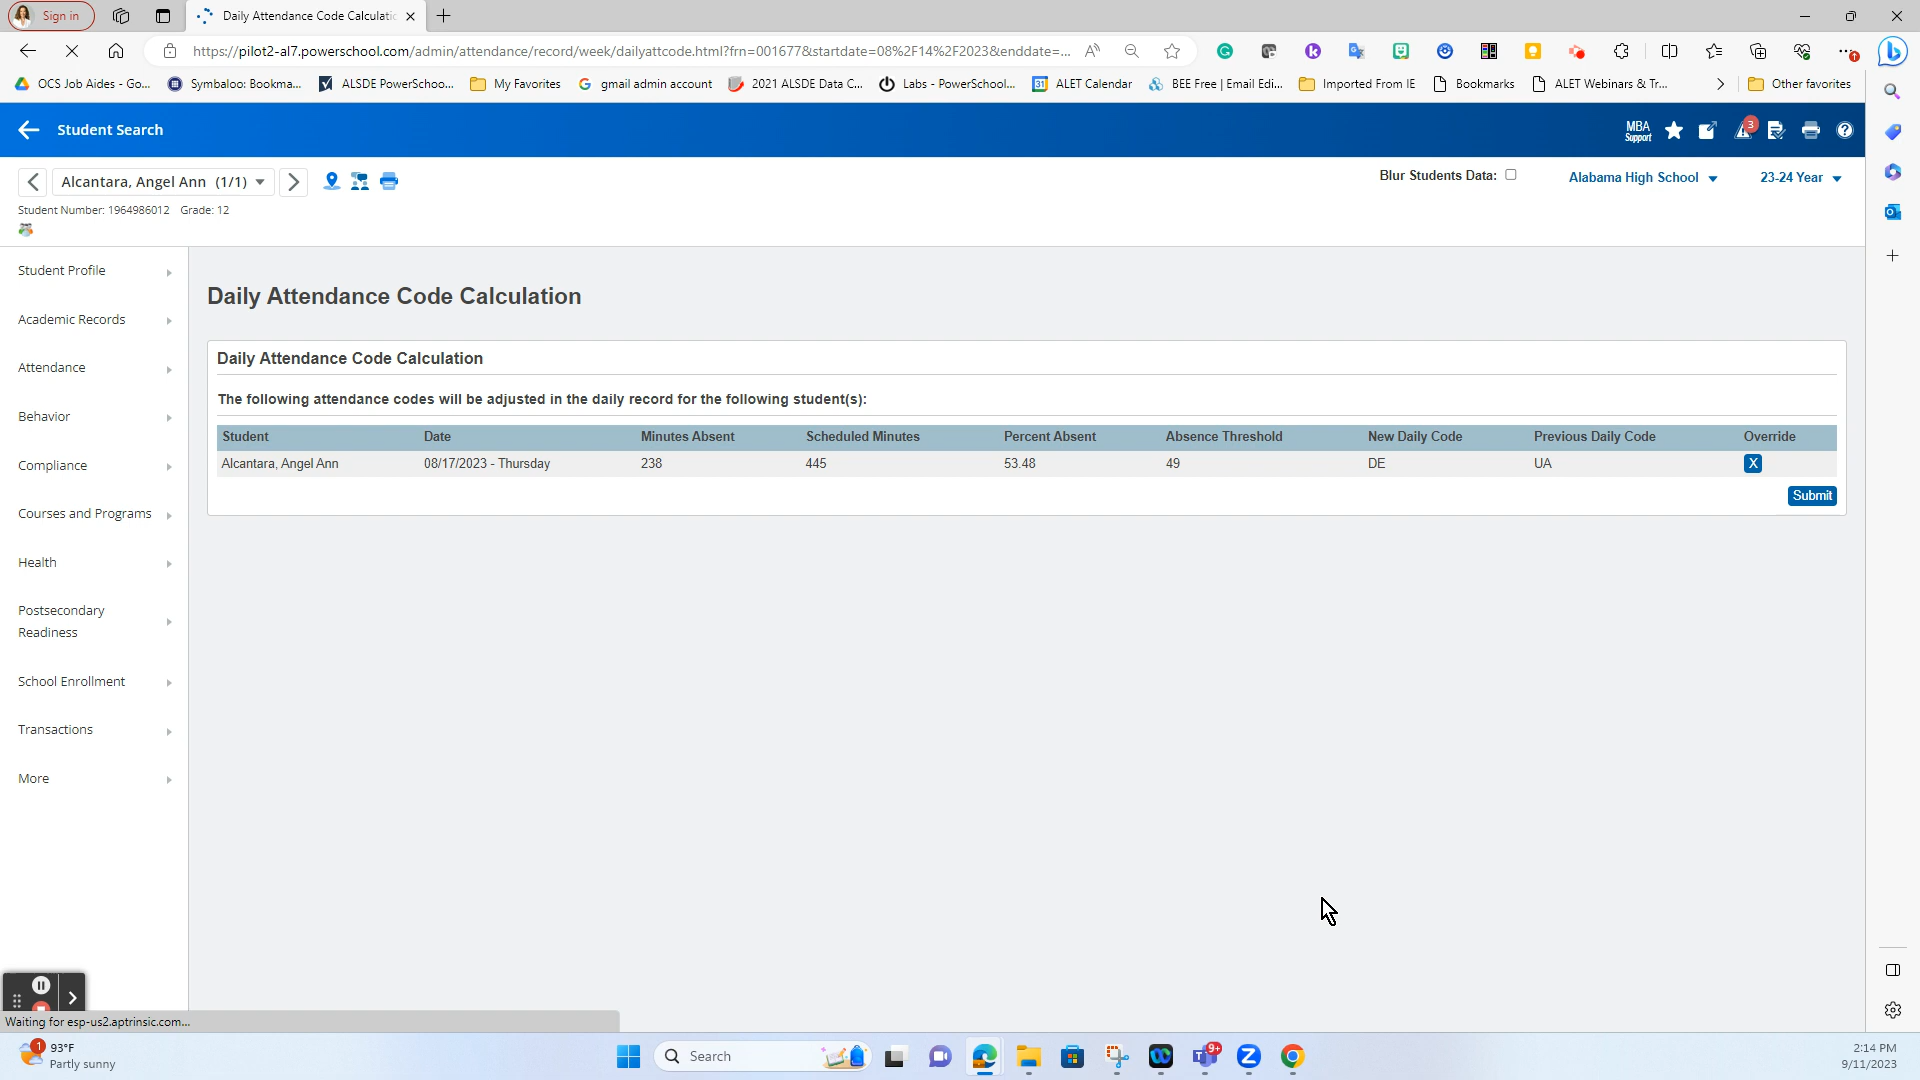 Sign in
Daily Attendance Code Calculatic
https://pilot2-al7.powerschool.com/admin/attendance/record/week/dailyattcode.html?frn=001677&startdate=08%2F14%2F2023&enddate=...
OCS Job Aides - Go... Symbaloo: Bookma... ALSDE PowerSchoo... My Favorites gmail admin account 2021 ALSDE Data C... Labs - PowerSchool... ALET Calendar BEE Free | Email Edi... Imported From IE Bookmarks ALET Webinars & Tr... Other favorites
Student Search
MBA Support
3
Alcantara, Angel Ann (1/1)
Blur Students Data:
Alabama High School
23-24 Year
Student Number: 1964986012 Grade: 12
Student Profile
Academic Records
Attendance
Behavior
Compliance
Courses and Programs
Health
Postsecondary
Readiness
School Enrollment
Transactions
More
Daily Attendance Code Calculation
Daily Attendance Code Calculation
The following attendance codes will be adjusted in the daily record for the following student(s):
Student Date Minutes Absent Scheduled Minutes Percent Absent Absence Threshold New Daily Code Previous Daily Code Override
Alcantara, Angel Ann 08/17/2023 - Thursday 238 445 53.48 49 DE UA X
Submit
Waiting for esp-us2.aptrinsic.com...
1
93°F
Partly sunny
Search
9+
2:14 PM
9/11/2023